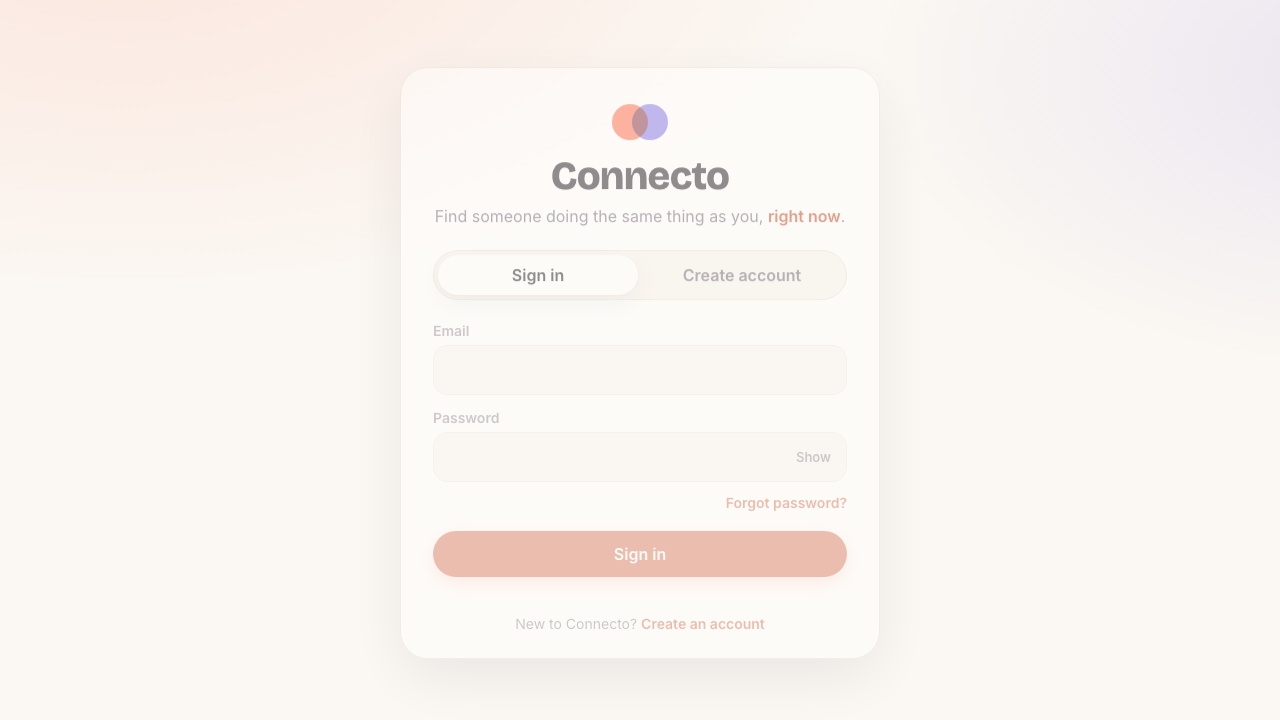 Connecto
Find someone doing the same thing as you, right now.
Sign in
Create account
Email
Password
Show
Forgot password?
Sign in
New to Connecto? Create an account